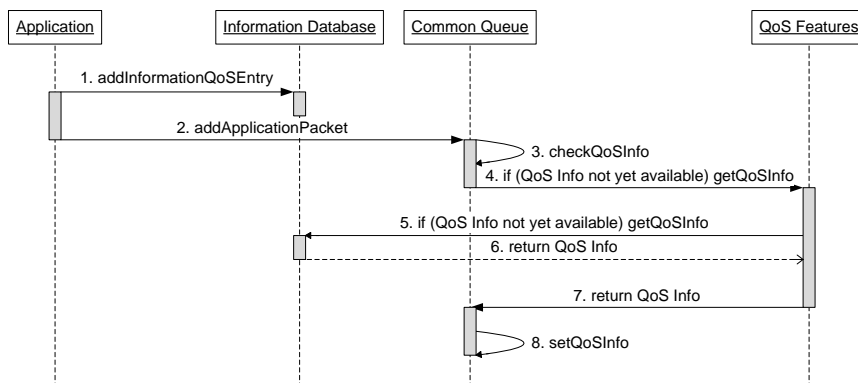 Application
Information Database
Common Queue
QoS Features
1. addInformationQoSEntry
2. addApplicationPacket
3. checkQoSInfo
4. if (QoS Info not yet available) getQoSInfo
5. if (QoS Info not yet available) getQoSInfo
6. return QoS Info
7. return QoS Info
8. setQoSInfo